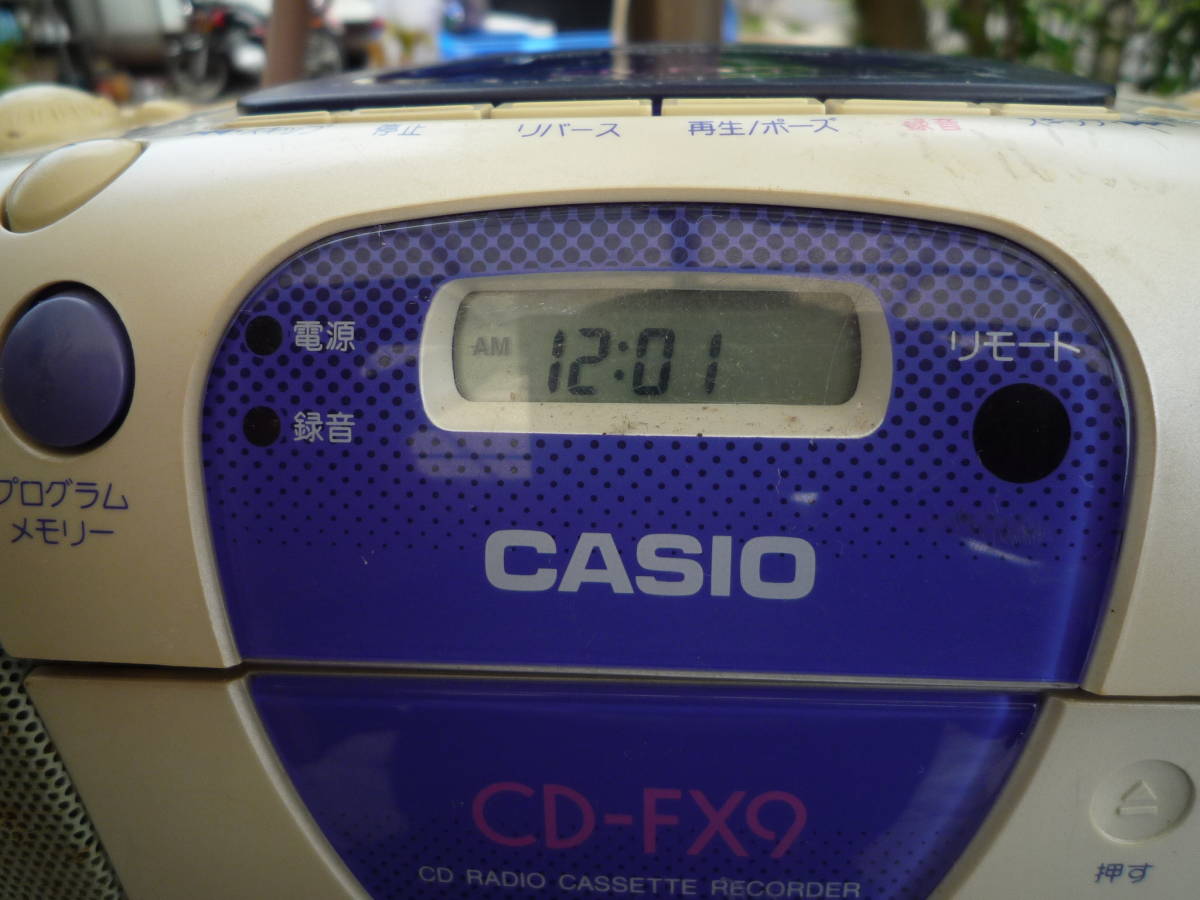 停止 リバース 再生/ポーズ 録音
電源
AM 12:01
リモート
録音
プログラム
メモリー
CASIO
CD-FX9
CD RADIO CASSETTE RECORDER
押す